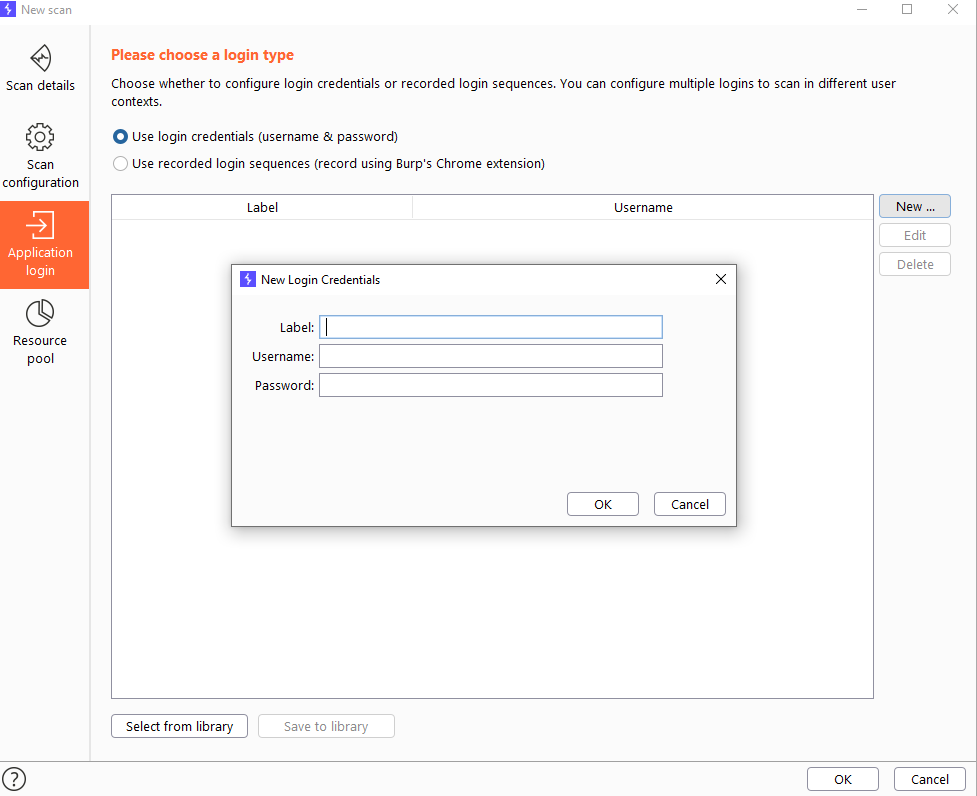 New scan
Scan details
Scan
configuration
Application
login
Resource
pool
Please choose a login type
Choose whether to configure login credentials or recorded login sequences. You can configure multiple logins to scan in different user
contexts.
Use login credentials (username & password)
Use recorded login sequences (record using Burp's Chrome extension)
Label Username
New ...
Edit
Delete
New Login Credentials
Label:
Username:
Password:
OK Cancel
Select from library Save to library
? OK Cancel